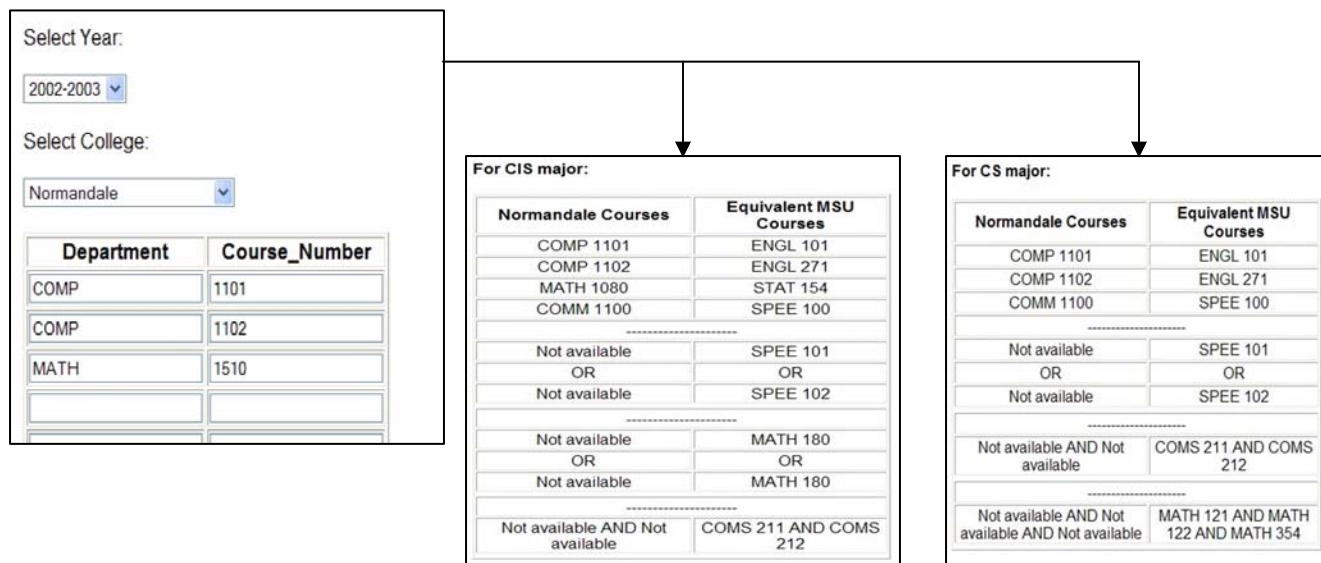 Select Year:
2002-2003
Select College:
Normandale
Department Course_Number
COMP 1101
COMP 1102
MATH 1510
For CIS major:
Normandale Courses Equivalent MSU
Courses
COMP 1101 ENGL 101
COMP 1102 ENGL 271
MATH 1080 STAT 154
COMM 1100 SPEE 100
---------------------
Not available SPEE 101
OR OR
Not available SPEE 102
---------------------
Not available MATH 180
OR OR
Not available MATH 180
---------------------
Not available AND Not COMS 211 AND COMS
available 212
For CS major:
Normandale Courses Equivalent MSU
Courses
COMP 1101 ENGL 101
COMP 1102 ENGL 271
COMM 1100 SPEE 100
---------------------
Not available SPEE 101
OR OR
Not available SPEE 102
---------------------
Not available AND Not COMS 211 AND COMS
available 212
---------------------
Not available AND Not MATH 121 AND MATH
available AND Not available 122 AND MATH 354